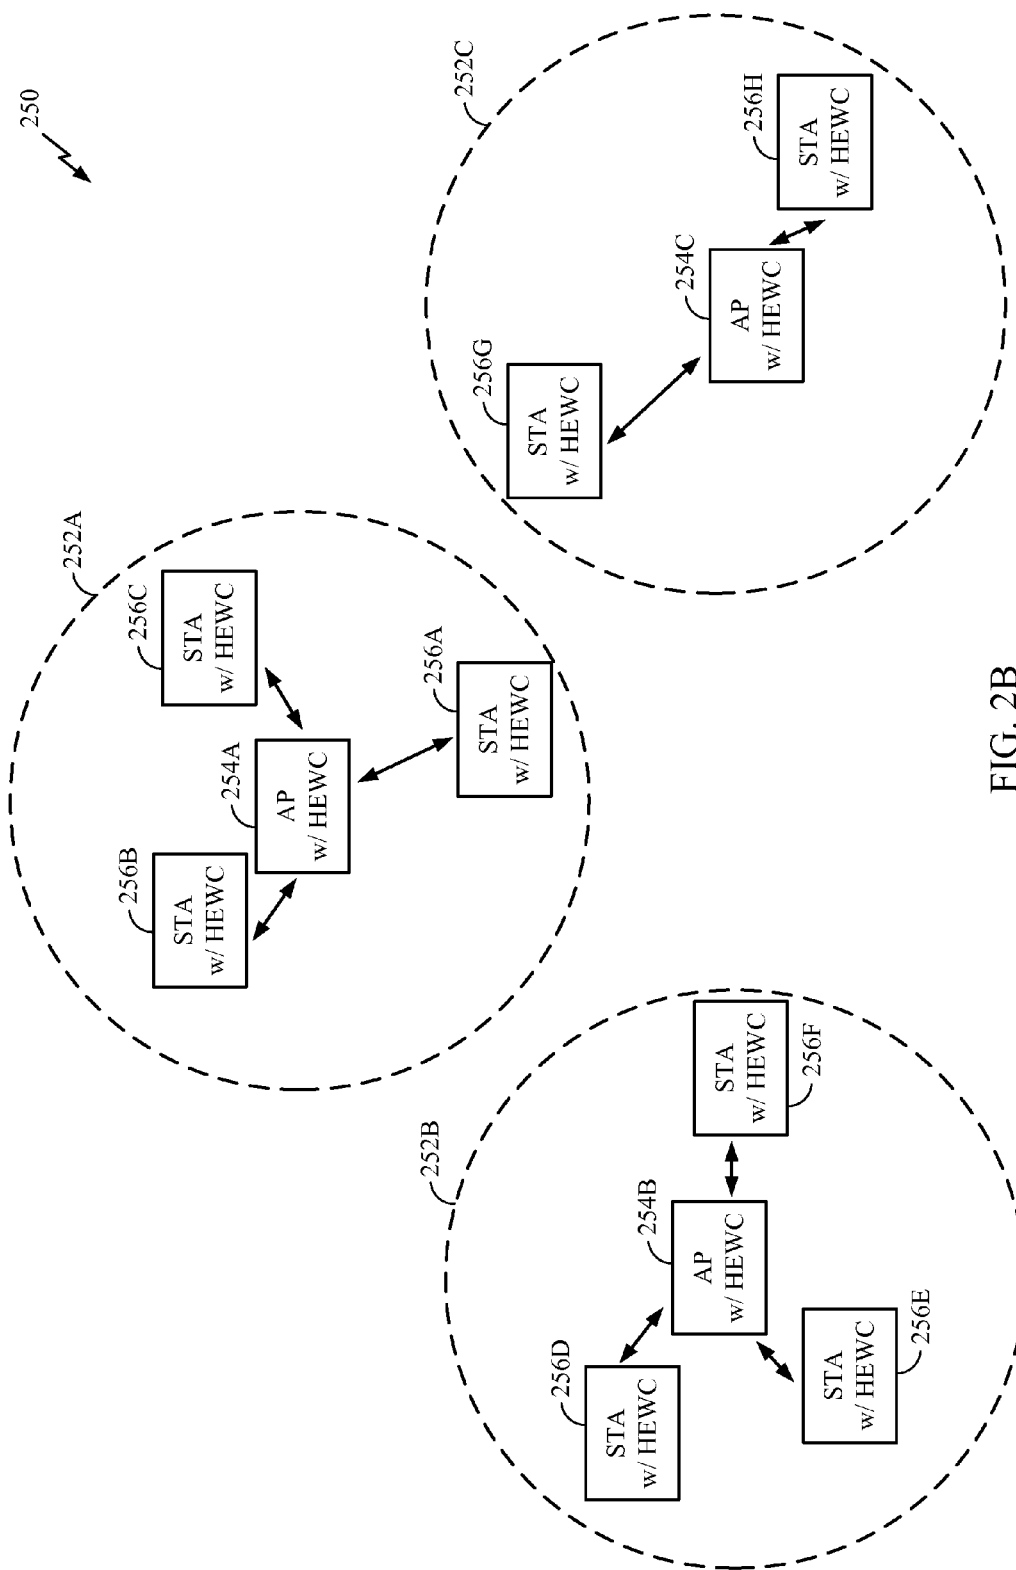 250
252A
256B
STA
w/ HEWC
256C
STA
w/ HEWC
254A
AP
w/ HEWC
256A
STA
w/ HEWC
252B
256D
STA
w/ HEWC
254B
AP
w/ HEWC
STA
w/ HEWC
256F
STA
w/ HEWC
256E
252C
256G
STA
w/ HEWC
254C
AP
w/ HEWC
256H
STA
w/ HEWC
FIG. 2B